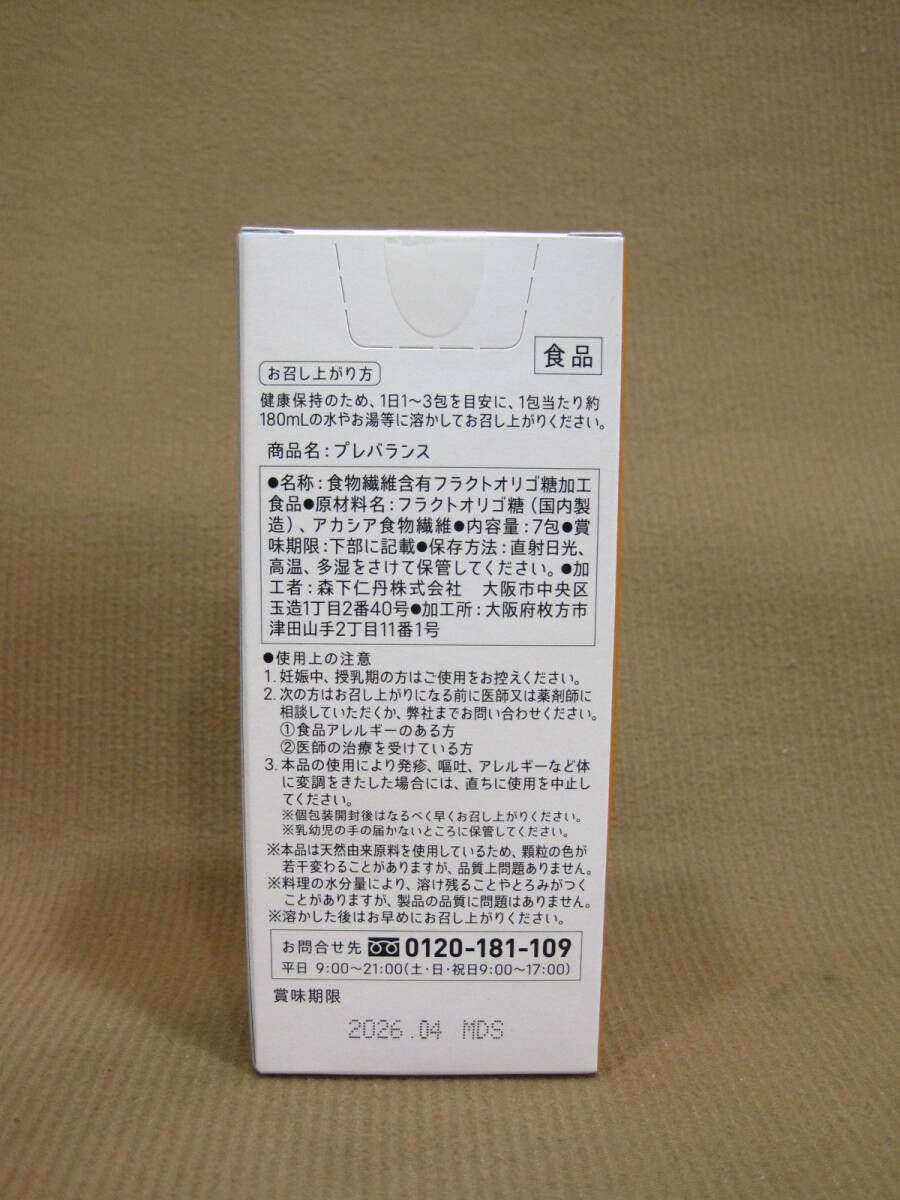 食品
お召し上がり方
健康保持のため、1日1〜3包を目安に、1包当たり約
180mLの水やお湯等に溶かしてお召し上がりください。
商品名:プレバランス
●名称:食物繊維含有フラクトオリゴ糖加工
食品●原材料名:フラクトオリゴ糖(国内製
造)、アカシア食物繊維●内容量:7包●賞
味期限:下部に記載●保存方法:直射日光、
高温、多湿をさけて保管してください。●加
工者:森下仁丹株式会社 大阪市中央区
玉造1丁目2番40号●加工所:大阪府枚方市
津田山手2丁目11番1号
●使用上の注意
1. 妊娠中、授乳期の方はご使用をお控えください。
2. 次の方はお召し上がりになる前に医師又は薬剤師に
相談していただくか、弊社までお問い合わせください。
①食品アレルギーのある方
②医師の治療を受けている方
3. 本品の使用により発疹、嘔吐、アレルギーなど体
に変調をきたした場合には、直ちに使用を中止し
てください。
※個包装開封後はなるべく早くお召し上がりください。
※乳幼児の手の届かないところに保管してください。
※本品は天然由来原料を使用しているため、顆粒の色が
若干変わることがありますが、品質上問題ありません。
※料理の水分量により、溶け残ることやとろみがつく
ことがありますが、製品の品質に問題はありません。
※溶かした後はお早めにお召し上がりください。
お問合せ先 0120-181-109
平日 9:00〜21:00(土・日・祝日9:00〜17:00)
賞味期限
2026.04 MDS